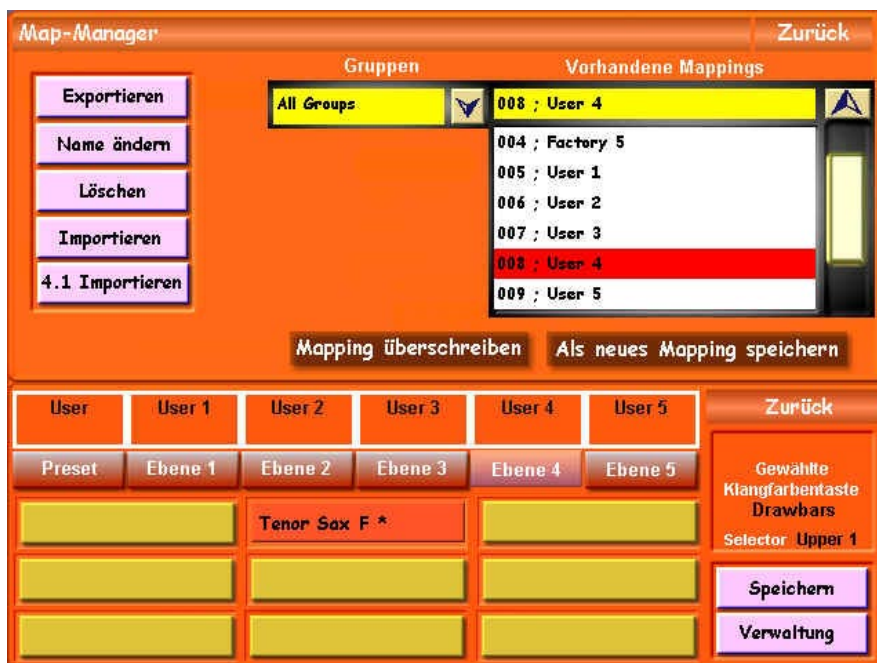 Map-Manager
Zurück
Gruppen
Vorhandene Mappings
Exportieren
Name ändern
Löschen
Importieren
4.1 Importieren
All Groups
008 ; User 4
004 ; Factory 5
005 ; User 1
006 ; User 2
007 ; User 3
008 ; User 4
009 ; User 5
Mapping überschreiben
Als neues Mapping speichern
User
User 1
User 2
User 3
User 4
User 5
Zurück
Preset
Ebene 1
Ebene 2
Ebene 3
Ebene 4
Ebene 5
Gewählte
Klangfarbentaste
Drawbars
Selector Upper 1
Tenor Sax F *
Speichern
Verwaltung